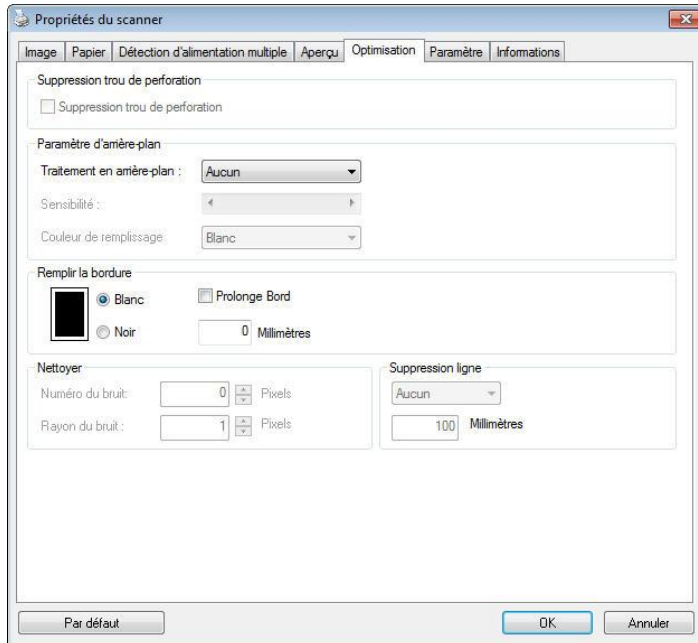 Propriétés du scanner
Image Papier Détection d'alimentation multiple Aperçu Optimisation Paramètre Informations
Suppression trou de perforation
Suppression trou de perforation
Paramètre d'arrière-plan
Traitement en arrière-plan : Aucun
Sensibilité :
Couleur de remplissage Blanc
Remplir la bordure
Blanc Prolonge Bord
Noir 0 Millimètres
Nettoyer Suppression ligne
Numéro du bruit: 0 Pixels Aucun
Rayon du bruit : 1 Pixels 100 Millimètres
Par défaut OK Annuler